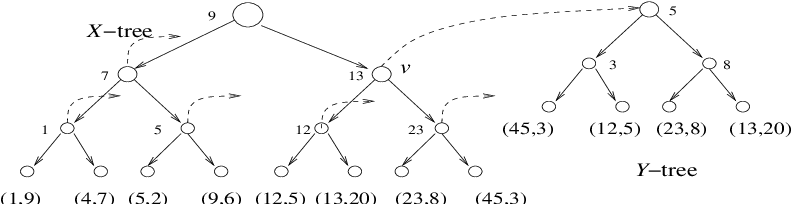 9
5
X−tree
3
8
7
13
v
1
5
12
23
(45,3) (12,5) (23,8) (13,20)
Y−tree
(1,9) (4,7) (5,2) (9,6) (12,5) (13,20) (23,8) (45,3)